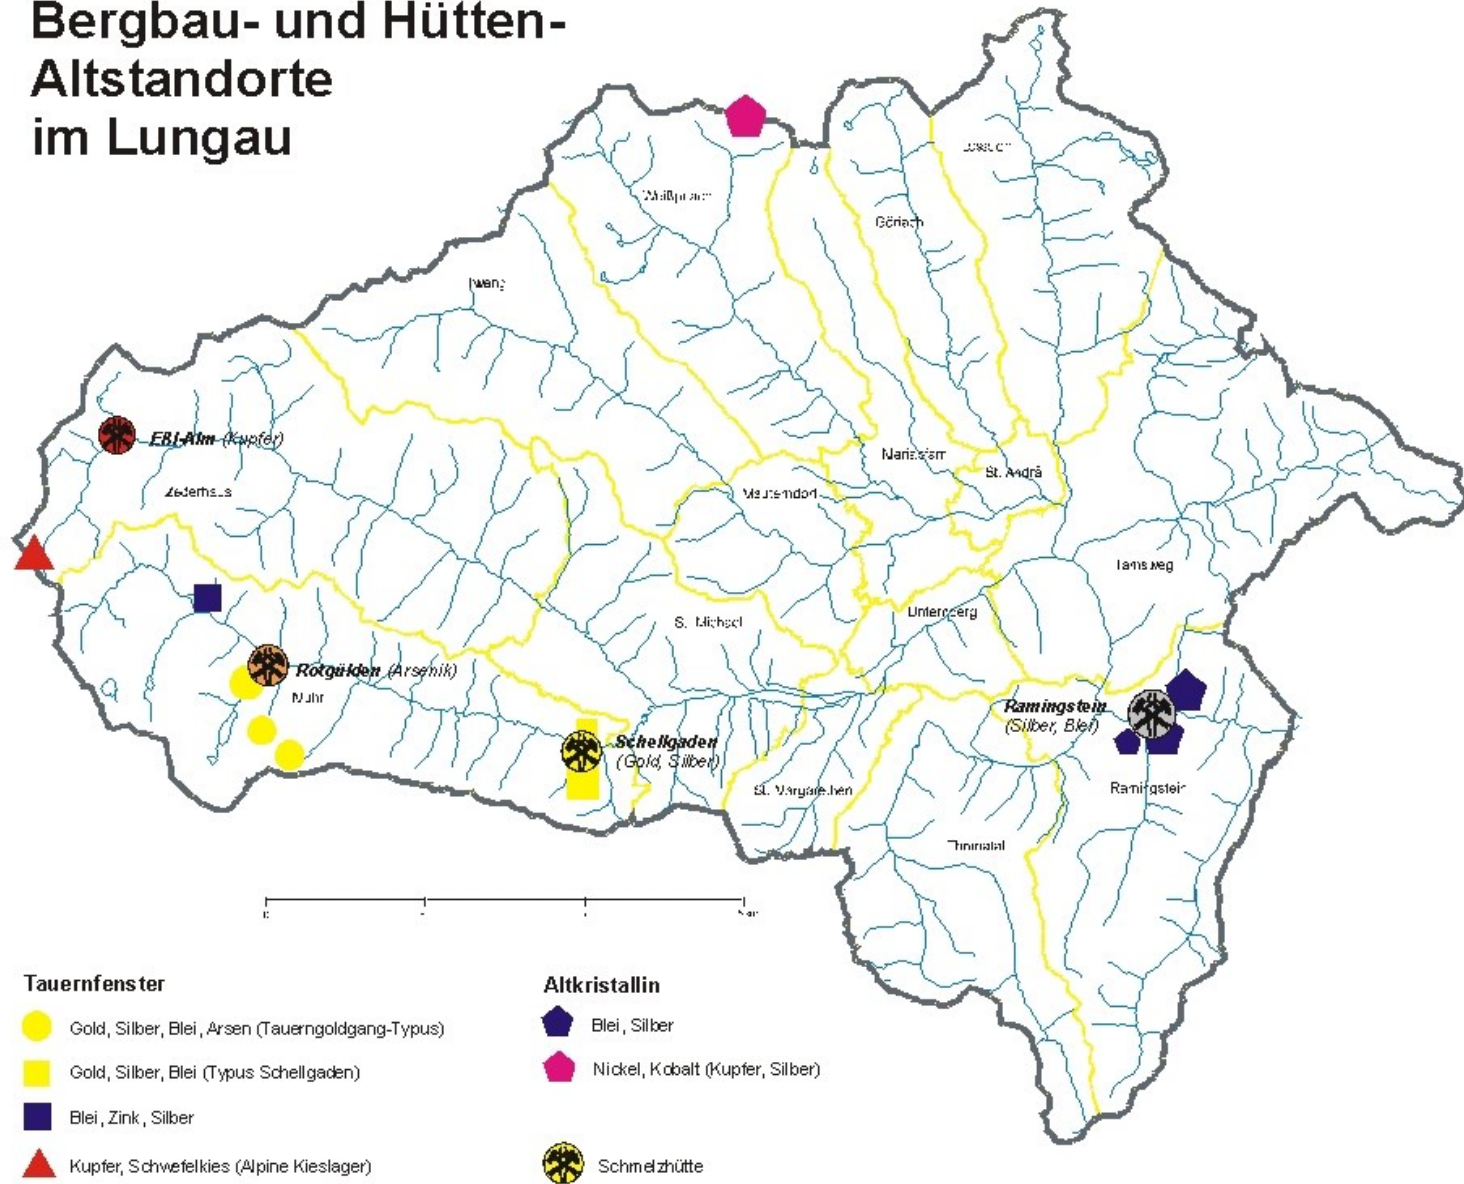 Bergbau- und Hütten-
Altstandorte
im Lungau
Weißpriach
Göriach
Lessach
Tweng
Eßl-Alm (Kupfer)
Zederhaus
Mariapfarr
St. Andrä
Mauterndorf
Tamsweg
Unternberg
St. Michael
Rotgülden (Arsenik)
Muhr
Ramingstein
(Silber, Blei)
Schellgaden
(Gold, Silber)
St. Margarethen
Ramingstein
Thomatal
Tauernfenster
Gold, Silber, Blei, Arsen (Tauerngoldgang-Typus)
Gold, Silber, Blei (Typus Schellgaden)
Blei, Zink, Silber
Kupfer, Schwefelkies (Alpine Kieslager)
Altkristallin
Blei, Silber
Nickel, Kobalt (Kupfer, Silber)
Schmelzhütte